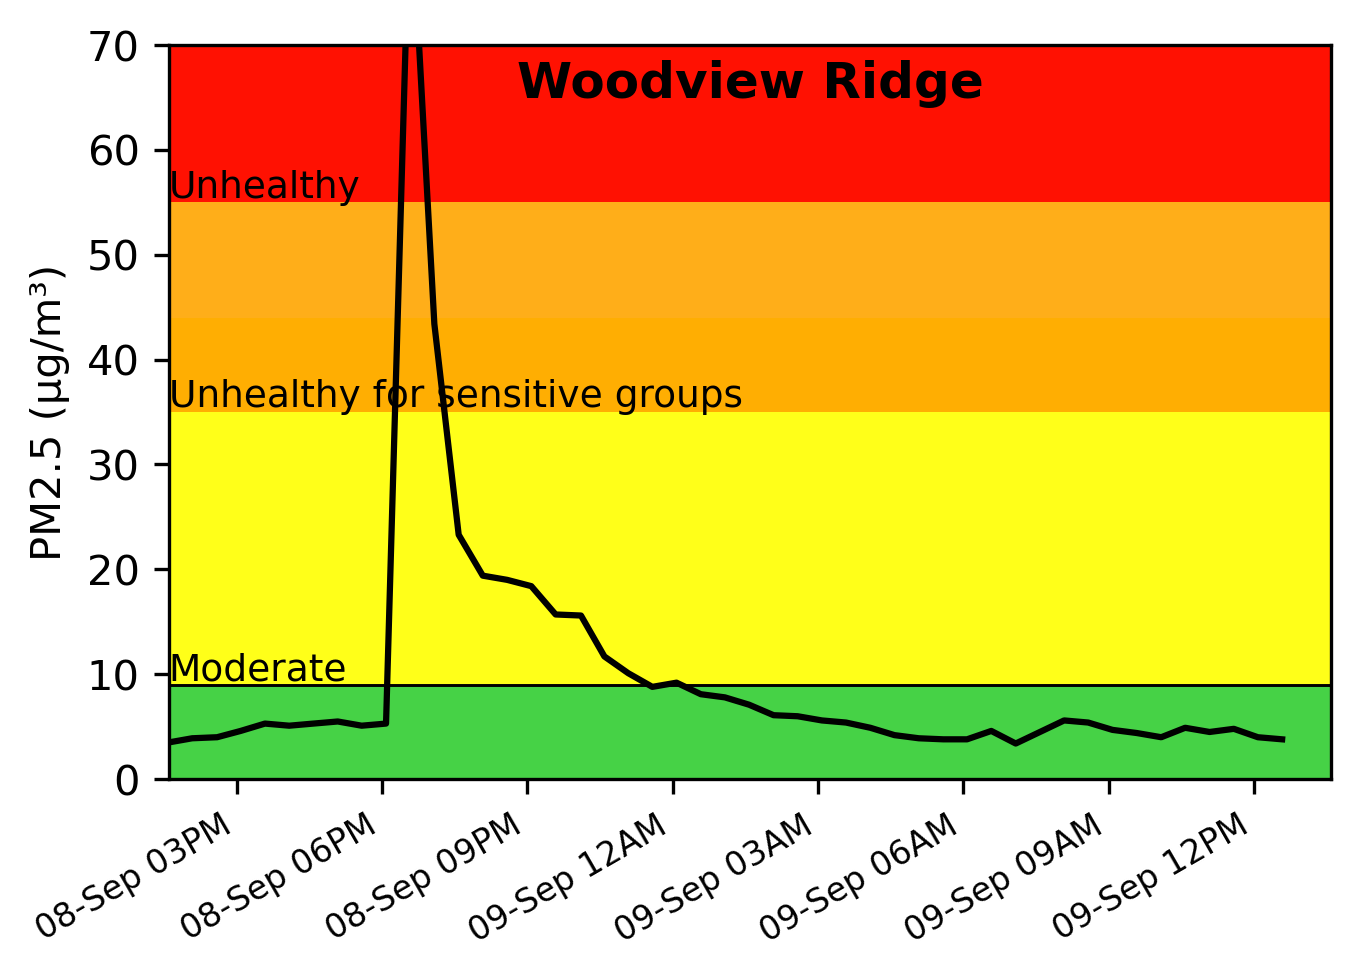 Woodview Ridge
PM2.5 (µg/m³)
70
60
50
40
30
20
10
0
Unhealthy
Unhealthy for sensitive groups
Moderate
08-Sep 03PM
08-Sep 06PM
08-Sep 09PM
09-Sep 12AM
09-Sep 03AM
09-Sep 06AM
09-Sep 09AM
09-Sep 12PM